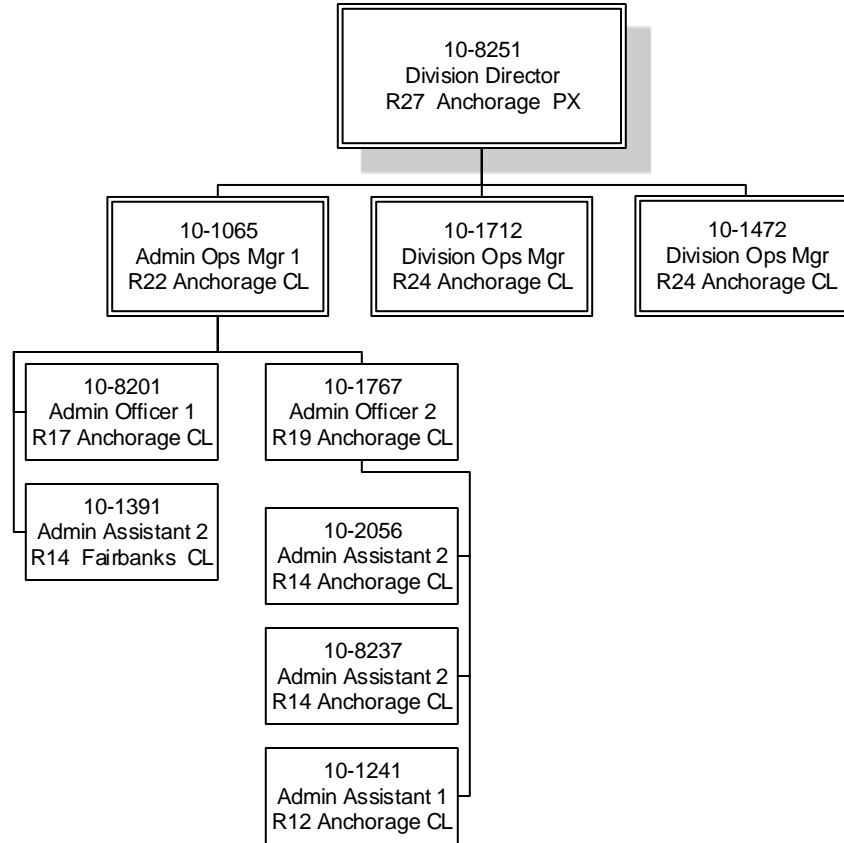 10-8251
Division Director
R27  Anchorage  PX
10-1065
Admin Ops Mgr 1
R22 Anchorage CL
10-1712
Division Ops Mgr
R24 Anchorage CL
10-1472
Division Ops Mgr
R24 Anchorage CL
10-8201
Admin Officer 1
R17 Anchorage CL
10-1391
Admin Assistant 2
R14  Fairbanks  CL
10-1767
Admin Officer 2
R19 Anchorage CL
10-2056
Admin Assistant 2
R14 Anchorage CL
10-8237
Admin Assistant 2
R14 Anchorage CL
10-1241
Admin Assistant 1
R12 Anchorage CL